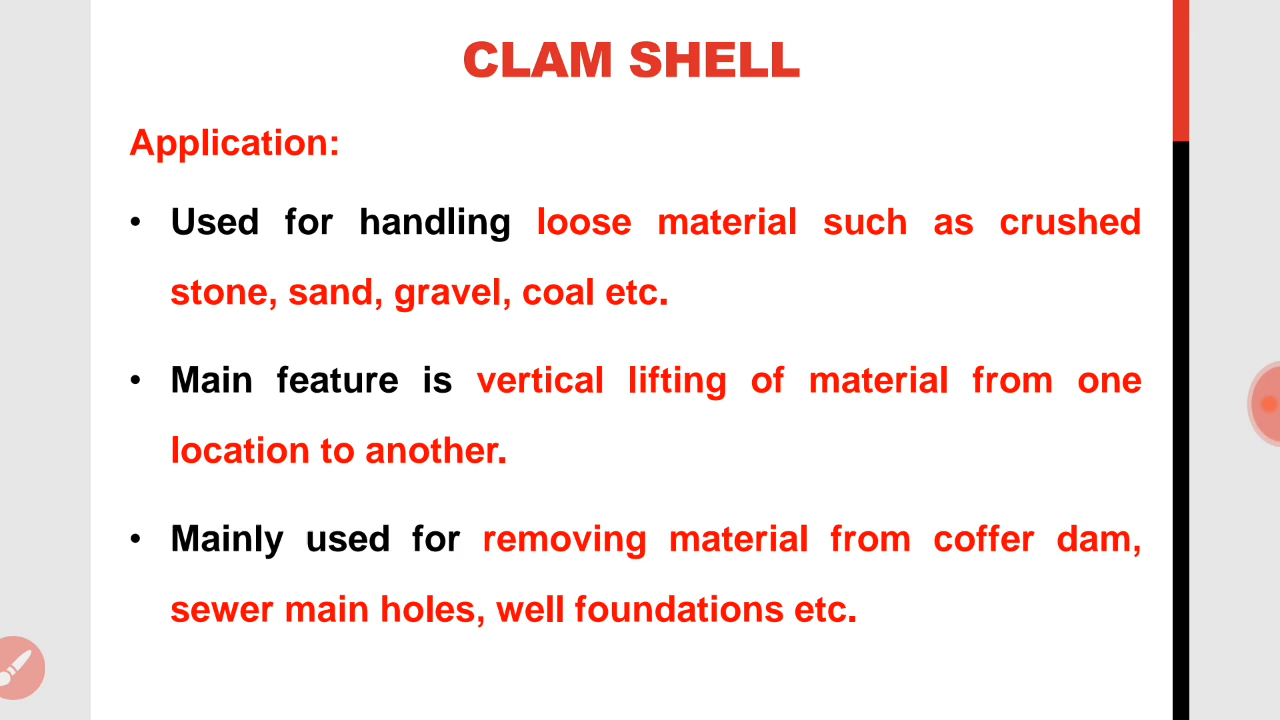 CLAM SHELL
Application:
• Used for handling loose material such as crushed
stone, sand, gravel, coal etc.
• Main feature is vertical lifting of material from one
location to another.
• Mainly used for removing material from coffer dam,
sewer main holes, well foundations etc.